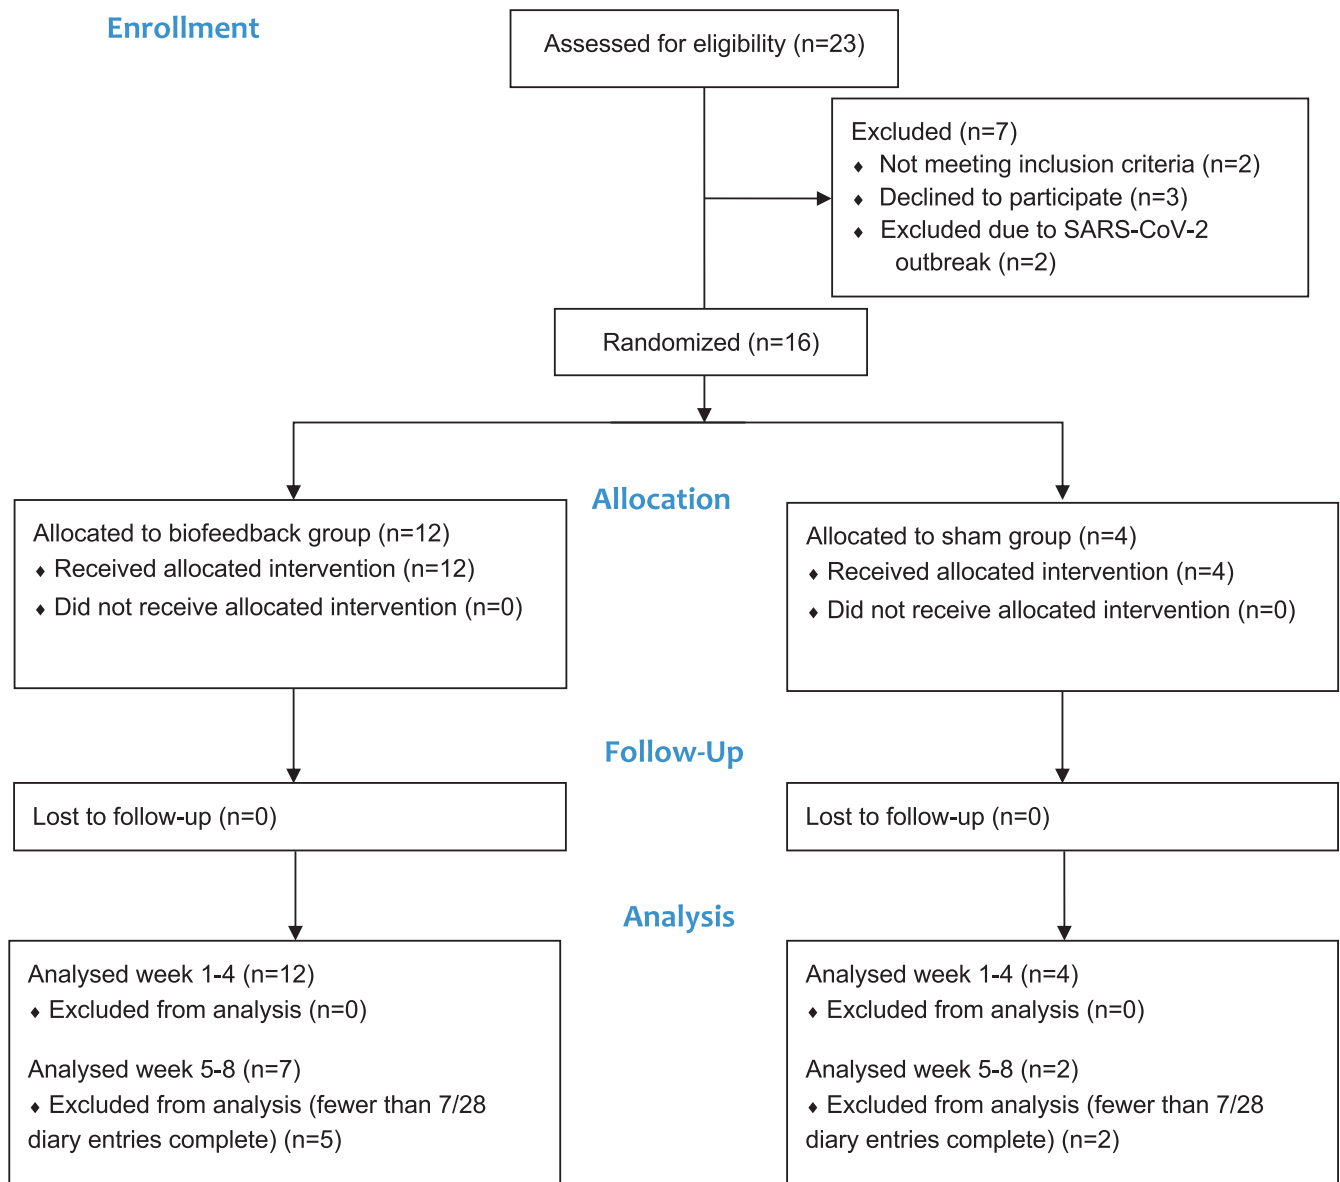 Enrollment
Assessed for eligibility (n=23)
Excluded (n=7)
♦ Not meeting inclusion criteria (n=2)
♦ Declined to participate (n=3)
♦ Excluded due to SARS-CoV-2
outbreak (n=2)
Randomized (n=16)
Allocation
Allocated to biofeedback group (n=12)
♦ Received allocated intervention (n=12)
♦ Did not receive allocated intervention (n=0)
Allocated to sham group (n=4)
♦ Received allocated intervention (n=4)
♦ Did not receive allocated intervention (n=0)
Follow-Up
Lost to follow-up (n=0)
Lost to follow-up (n=0)
Analysis
Analysed week 1-4 (n=12)
♦ Excluded from analysis (n=0)
Analysed week 5-8 (n=7)
♦ Excluded from analysis (fewer than 7/28
diary entries complete) (n=5)
Analysed week 1-4 (n=4)
♦ Excluded from analysis (n=0)
Analysed week 5-8 (n=2)
♦ Excluded from analysis (fewer than 7/28
diary entries complete) (n=2)